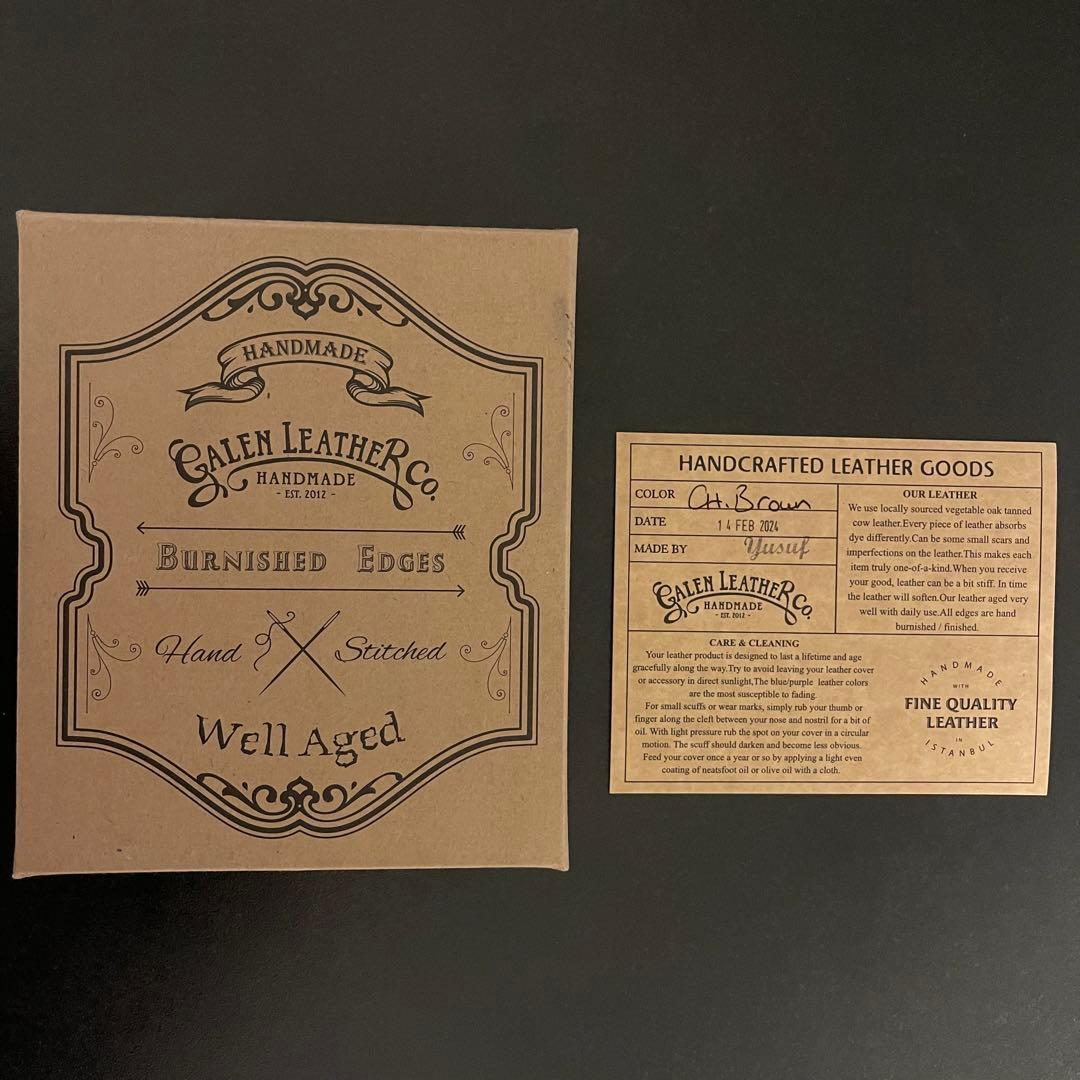 HANDMADE
GALEN LEATHER CO.
HANDMADE
- EST. 2012 -
BURNISHED EDGES
Hand Stitched
Well Aged
HANDCRAFTED LEATHER GOODS
COLOR CH. Brown
DATE 14 FEB 2024
MADE BY Yusuf
GALEN LEATHER CO.
HANDMADE
- EST. 2012 -
OUR LEATHER
We use locally sourced vegetable oak tanned
cow leather.Every piece of leather absorbs
dye differently.Can be some small scars and
imperfections on the leather.This makes each
item truly one-of-a-kind.When you receive
your good, leather can be a bit stiff. In time
the leather will soften.Our leather aged very
well with daily use.All edges are hand
burnished / finished.
CARE & CLEANING
Your leather product is designed to last a lifetime and age
gracefully along the way.Try to avoid leaving your leather cover
or accessory in direct sunlight,The blue/purple leather colors
are the most susceptible to fading.
For small scuffs or wear marks, simply rub your thumb or
finger along the cleft between your nose and nostril for a bit of
oil. With light pressure rub the spot on your cover in a circular
motion. The scuff should darken and become less obvious.
Feed your cover once a year or so by applying a light even
coating of neatsfoot oil or olive oil with a cloth.
HANDMADE
WITH
FINE QUALITY
LEATHER
IN
ISTANBUL